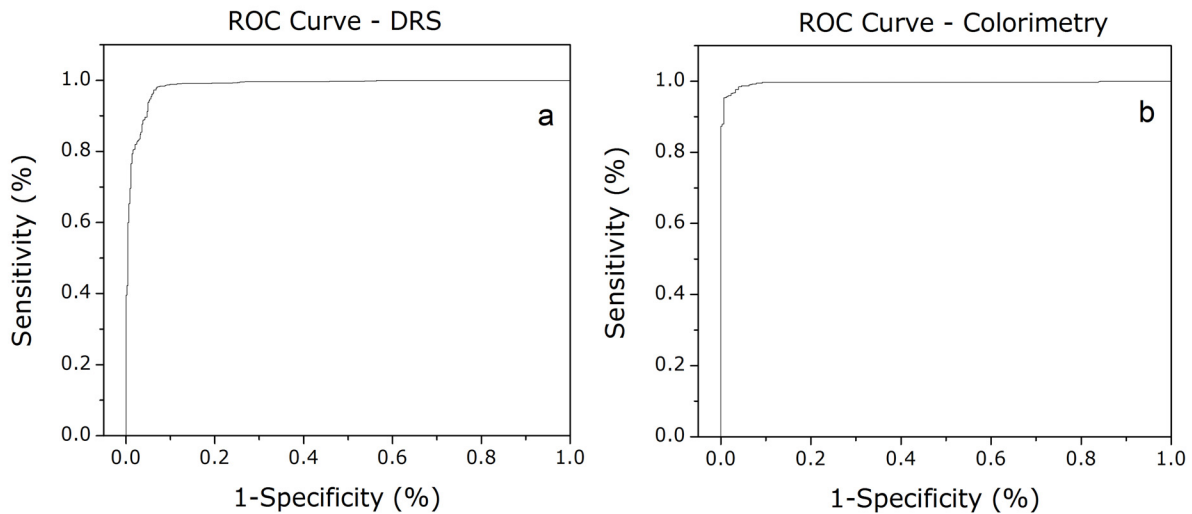 ROC Curve - DRS
1.0
0.8
0.6
0.4
0.2
0.0
Sensitivity (%)
a
0.0 0.2 0.4 0.6 0.8 1.0
1-Specificity (%)
ROC Curve - Colorimetry
1.0
0.8
0.6
0.4
0.2
0.0
Sensitivity (%)
b
0.0 0.2 0.4 0.6 0.8 1.0
1-Specificity (%)